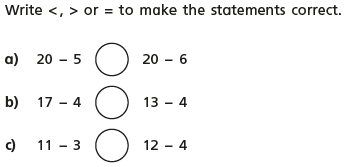 Write <, > or = to make the statements correct.
a) 20 – 5 20 – 6
b) 17 – 4 13 – 4
c) 11 – 3 12 – 4